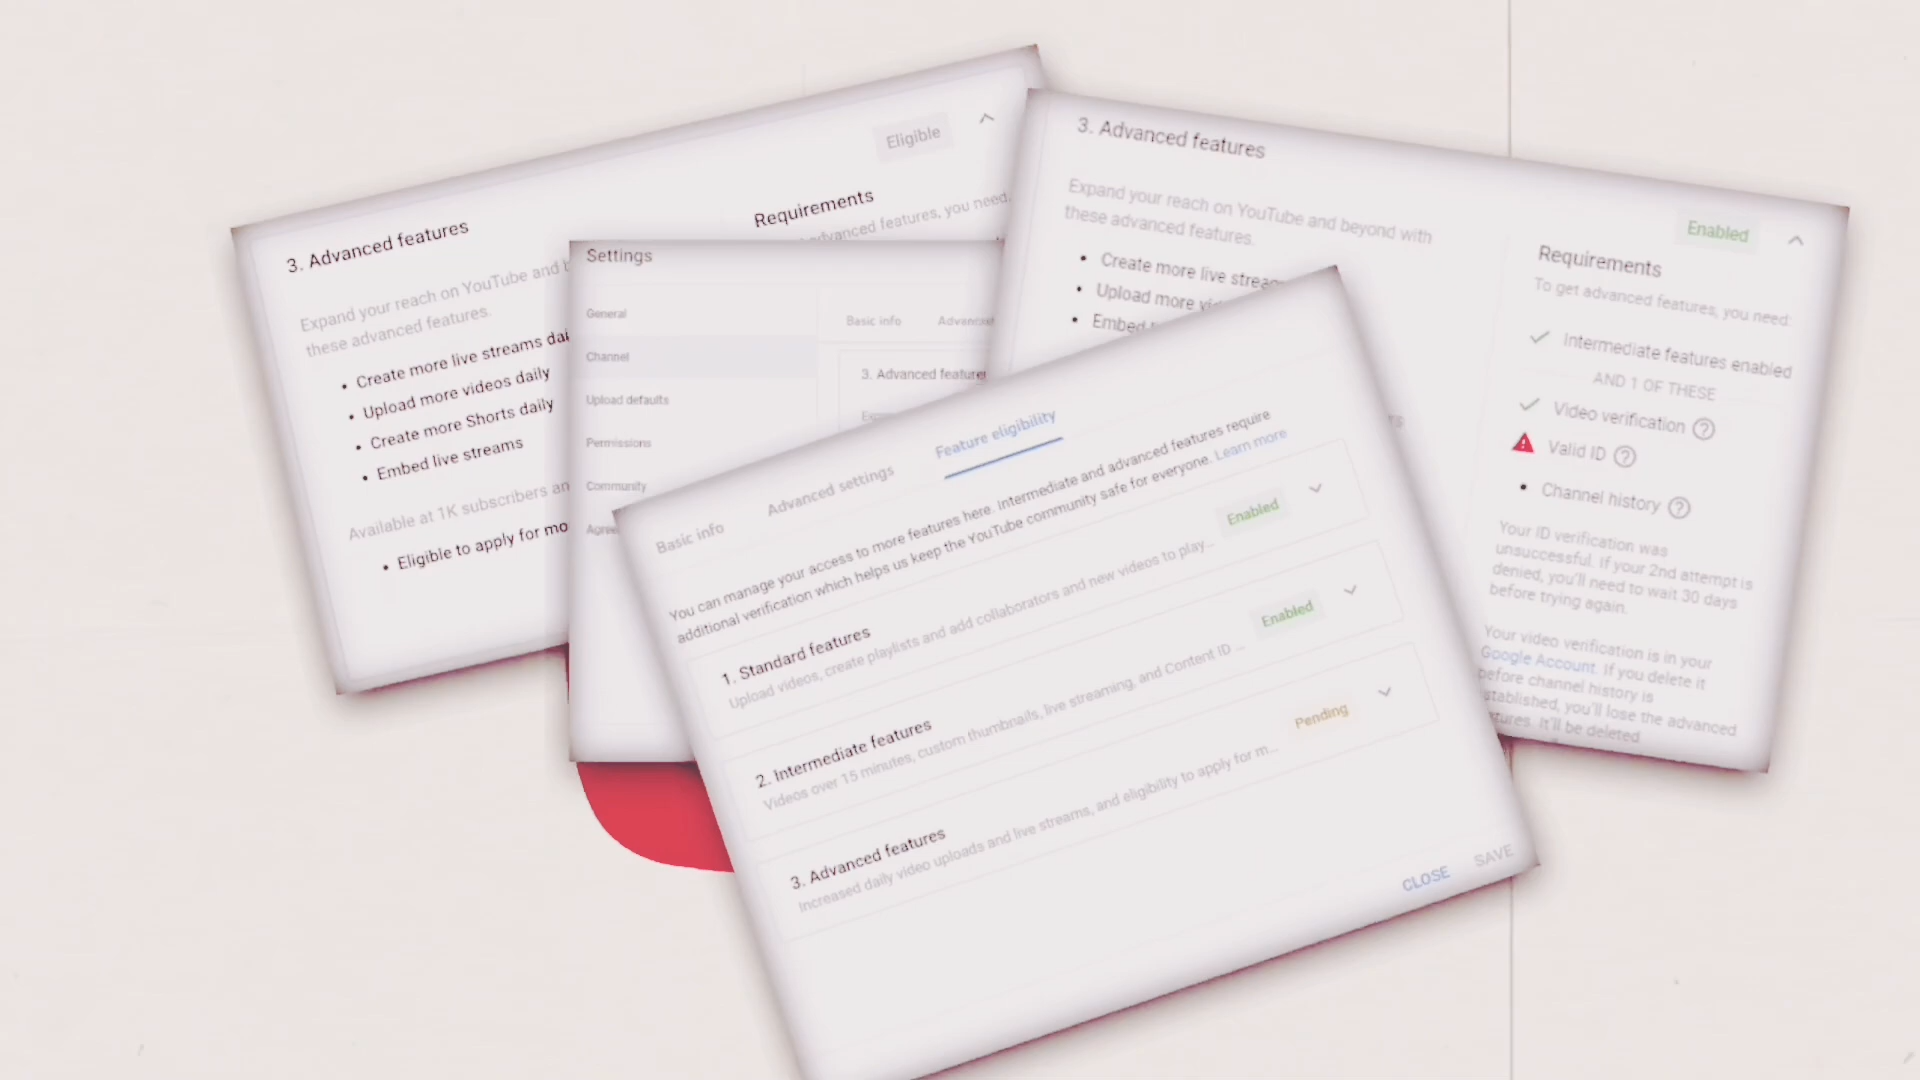 3. Advanced features
Eligible
Expand your reach on YouTube and
these advanced features.
Create more live streams
Upload more videos daily
Create more Shorts daily
Embed live streams
Available at 1K subscribers
Eligible to apply for
Requirements
advanced features, you need
Settings
General
Channel
Upload defaults
Permissions
Community
Basic info
3. Advanced
3. Advanced features
Enabled
Expand your reach on YouTube and beyond with
these advanced features.
Create more live
Upload more
Embed
Requirements
To get advanced features, you need:
Intermediate features enabled
AND 1 OF THESE
Video verification
Valid ID
Channel history
Your ID verification was
unsuccessful. If your 2nd attempt is
denied, you'll need to wait 30 days
before trying again.
Your video verification is in your
Google Account. If you delete it
before channel history is
established, you'll lose the advanced
It'll be deleted
Basic info
Advanced settings
Feature eligibility
You can manage your access to more features here. Intermediate and advanced features require
additional verification which helps us keep the YouTube community safe for everyone. Learn more
1. Standard features
Enabled
Upload videos, create playlists and add collaborators and new videos to play...
2. Intermediate features
Enabled
Videos over 15 minutes, custom thumbnails, live streaming, and Content ID ...
3. Advanced features
Pending
Increased daily video uploads and live streams, and eligibility to apply for m...
CLOSE
SAVE